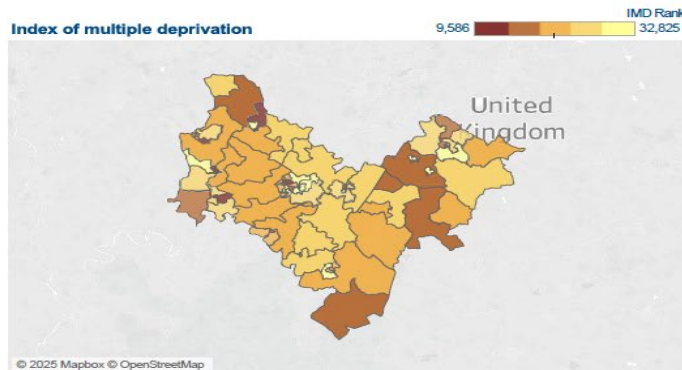 IMD Rank
Index of multiple deprivation
9,586
32,825
United
Kingdom
© 2025 Mapbox © OpenStreetMap